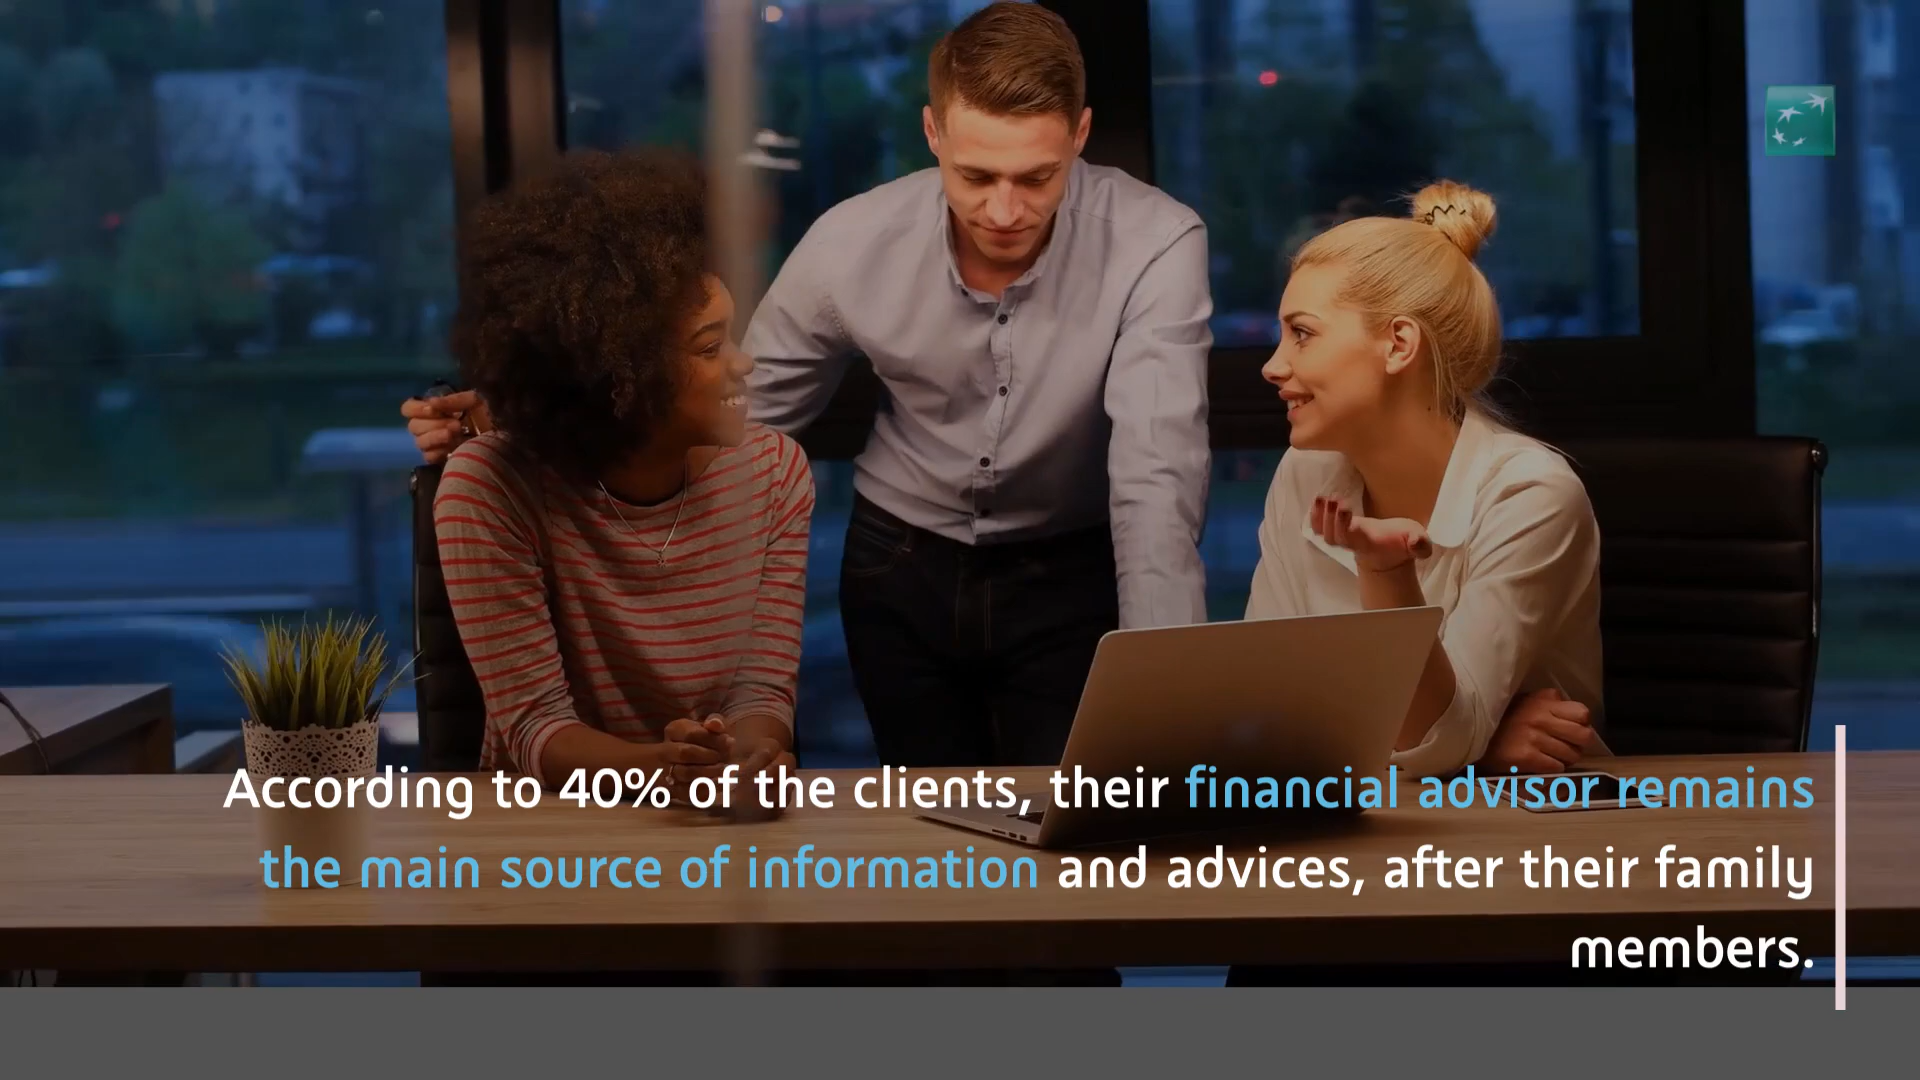 According to 40% of the clients, their financial advisor remains
the main source of information and advices, after their family
members.